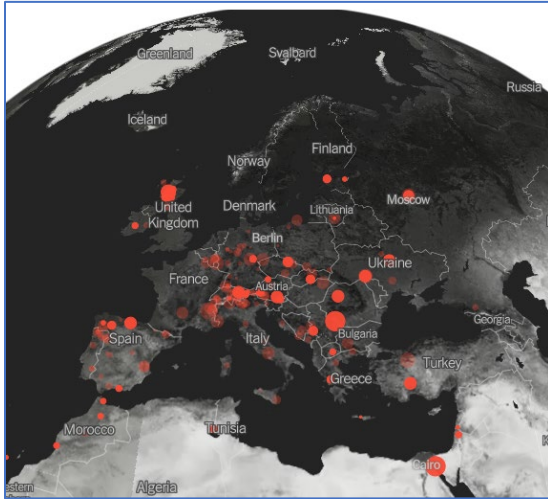 Greenland
Svalbard
Russia
Iceland
Norway
Finland
Moscow
United
Kingdom
Denmark
Lithuania
Berlin
Ukraine
France
Austria
Georgia
Spain
Italy
Bulgaria
Greece
Turkey
Morocco
Tunisia
Cairo
Algeria
estern